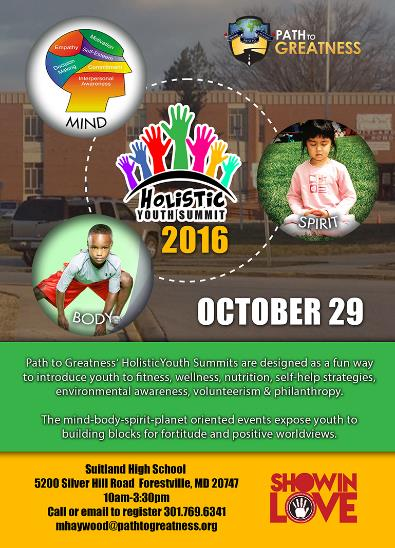 PATH TO
GREATNESS
Empathy
Motivation
Self-Esteem
Decision
Making
Commitment
Interpersonal
Awareness
MIND
HOLISTIC
YOUTH SUMMIT
2016
SPIRIT
BODY
OCTOBER 29
Path to Greatness' HolisticYouth Summits are designed as a fun way
to introduce youth to fitness, wellness, nutrition, self-help strategies,
environmental awareness, volunteerism & philanthropy.
The mind-body-spirit-planet oriented events expose youth to
building blocks for fortitude and positive worldviews.
Suitland High School
5200 Silver Hill Road Forestville, MD 20747
10am-3:30pm
Call or email to register 301.769.6341
mhaywood@pathtogreatness.org
SHOWIN
LOVE